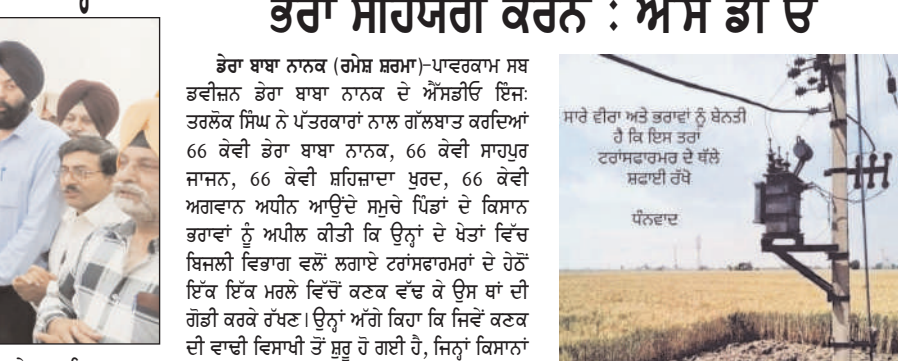 ਭਰਾ ਸਹਿਯੋਗ ਕਰਨ : ਐਸ ਡੀ ਓ
ਡੇਰਾ ਬਾਬਾ ਨਾਨਕ (ਰਮੇਸ਼ ਸ਼ਰਮਾ)-ਪਾਵਰਕਾਮ ਸਬ
ਡਵੀਜ਼ਨ ਡੇਰਾ ਬਾਬਾ ਨਾਨਕ ਦੇ ਐੱਸਡੀਓ ਇੰਜਃ
ਤਰਲੋਕ ਸਿੰਘ ਨੇ ਪੱਤਰਕਾਰਾਂ ਨਾਲ ਗੱਲਬਾਤ ਕਰਦਿਆਂ
66 ਕੇਵੀ ਡੇਰਾ ਬਾਬਾ ਨਾਨਕ, 66 ਕੇਵੀ ਸਾਹਪੁਰ
ਜਾਜਨ, 66 ਕੇਵੀ ਸ਼ਹਿਜ਼ਾਦਾ ਖੁਰਦ, 66 ਕੇਵੀ
ਅਗਵਾਨ ਅਧੀਨ ਆਉਂਦੇ ਸਮੁਚੇ ਪਿੰਡਾਂ ਦੇ ਕਿਸਾਨ
ਭਰਾਵਾਂ ਨੂੰ ਅਪੀਲ ਕੀਤੀ ਕਿ ਉਨ੍ਹਾਂ ਦੇ ਖੇਤਾਂ ਵਿੱਚ
ਬਿਜਲੀ ਵਿਭਾਗ ਵਲੋਂ ਲਗਾਏ ਟਰਾਂਸਫਾਰਮਰਾਂ ਦੇ ਹੇਠੋਂ
ਇੱਕ ਇੱਕ ਮਰਲੇ ਵਿੱਚੋਂ ਕਣਕ ਵੱਢ ਕੇ ਉਸ ਥਾਂ ਦੀ
ਗੋਡੀ ਕਰਕੇ ਰੱਖਣ। ਉਨ੍ਹਾਂ ਅੱਗੇ ਕਿਹਾ ਕਿ ਜਿਵੇਂ ਕਣਕ
ਦੀ ਵਾਢੀ ਵਿਸਾਖੀ ਤੋਂ ਸ਼ੁਰੂ ਹੋ ਗਈ ਹੈ, ਜਿਨ੍ਹਾਂ ਕਿਸਾਨਾਂ
ਸਾਰੇ ਵੀਰਾ ਅਤੇ ਭਰਾਵਾਂ ਨੂੰ ਬੇਨਤੀ
ਹੈ ਕਿ ਇਸ ਤਰਾਂ
ਟਰਾਂਸਫਾਰਮਰ ਦੇ ਥੱਲੇ
ਸ਼ਫਾਈ ਰੱਖੋ
ਧੰਨਵਾਦ